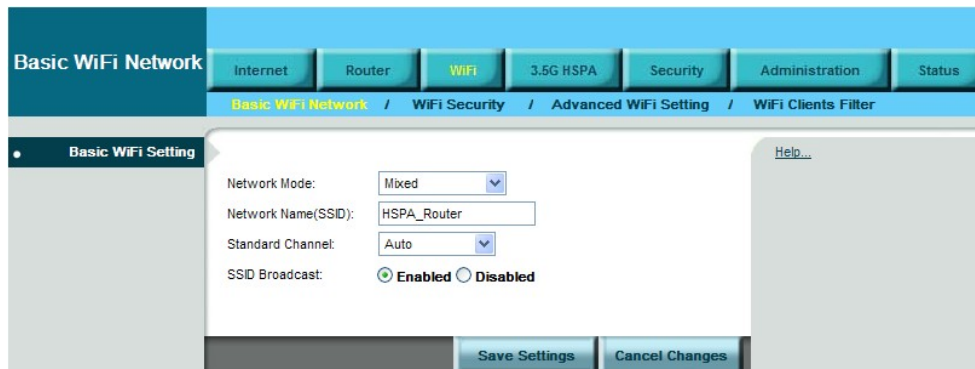 Basic WiFi Network
Internet Router WiFi 3.5G HSPA Security Administration Status
Basic WiFi Network / WiFi Security / Advanced WiFi Setting / WiFi Clients Filter
Basic WiFi Setting
Help...
Network Mode: Mixed
Network Name(SSID): HSPA_Router
Standard Channel: Auto
SSID Broadcast: Enabled Disabled
Save Settings Cancel Changes